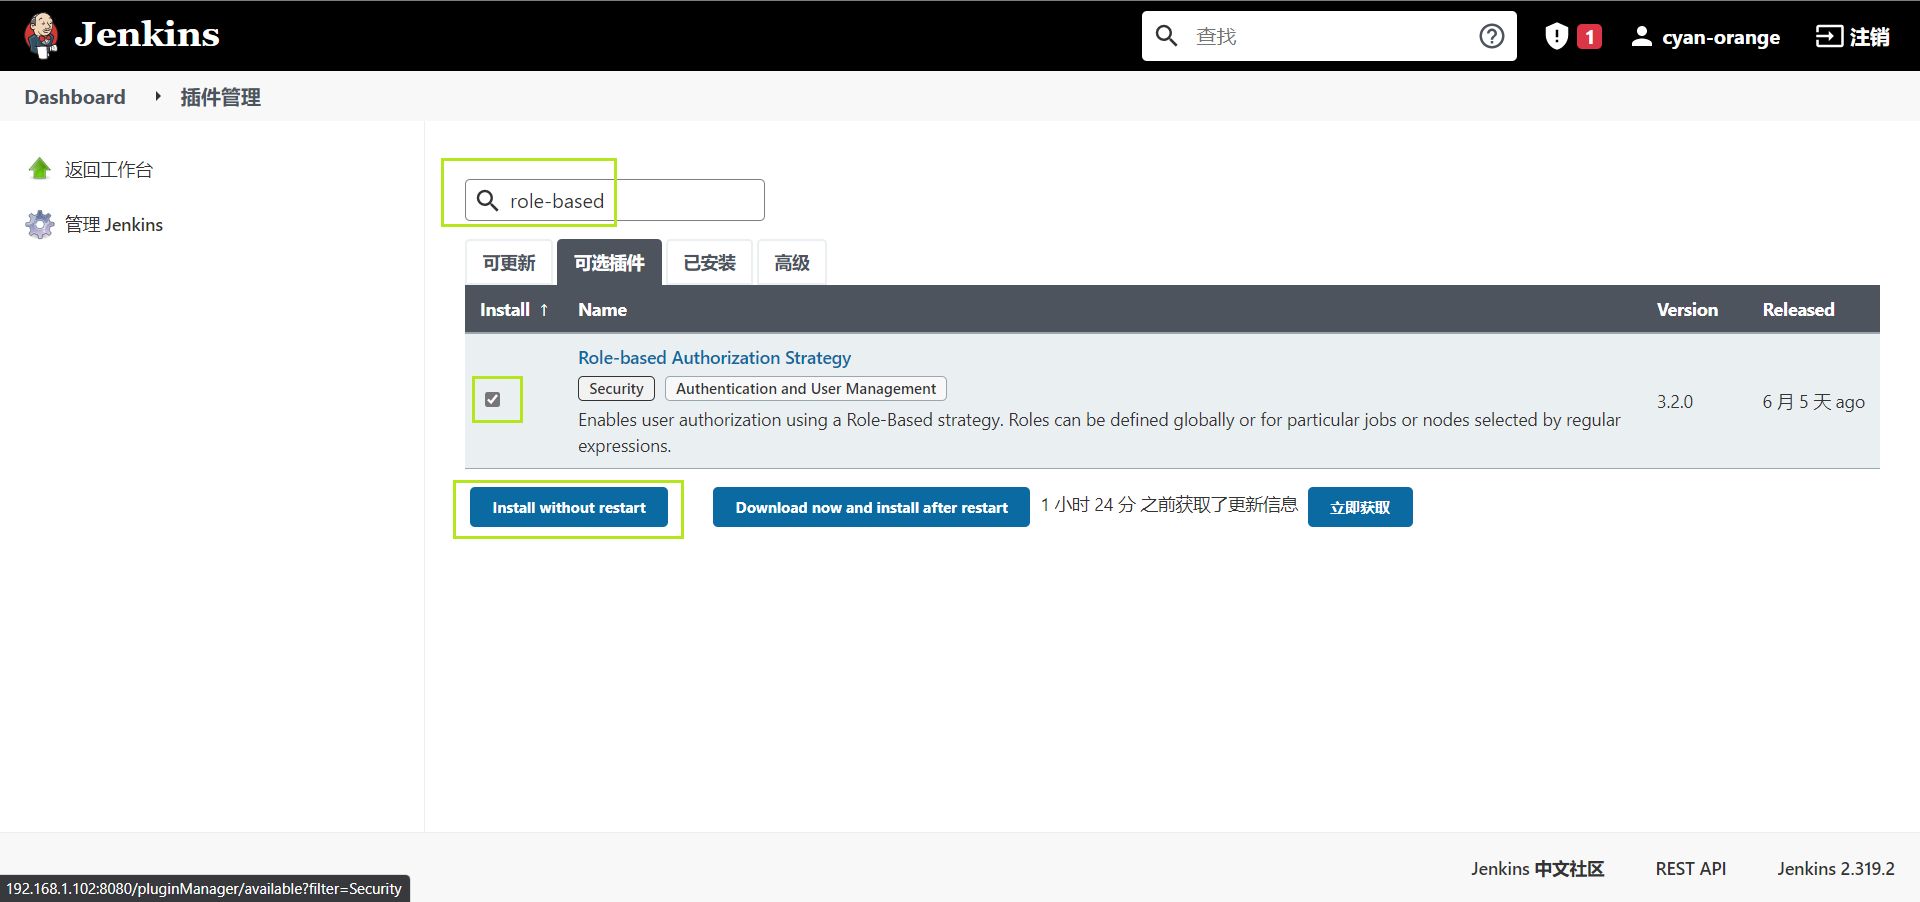 Jenkins
查找
1
cyan-orange
注销
Dashboard
插件管理
返回工作台
管理 Jenkins
role-based
可更新
可选插件
已安装
高级
Install ↑ Name Version Released
Role-based Authorization Strategy
Security Authentication and User Management
Enables user authorization using a Role-Based strategy. Roles can be defined globally or for particular jobs or nodes selected by regular
expressions.
3.2.0
6 月 5 天 ago
Install without restart
Download now and install after restart
1 小时 24 分 之前获取了更新信息
立即获取
Jenkins 中文社区
REST API
Jenkins 2.319.2
192.168.1.102:8080/pluginManager/available?filter=Security